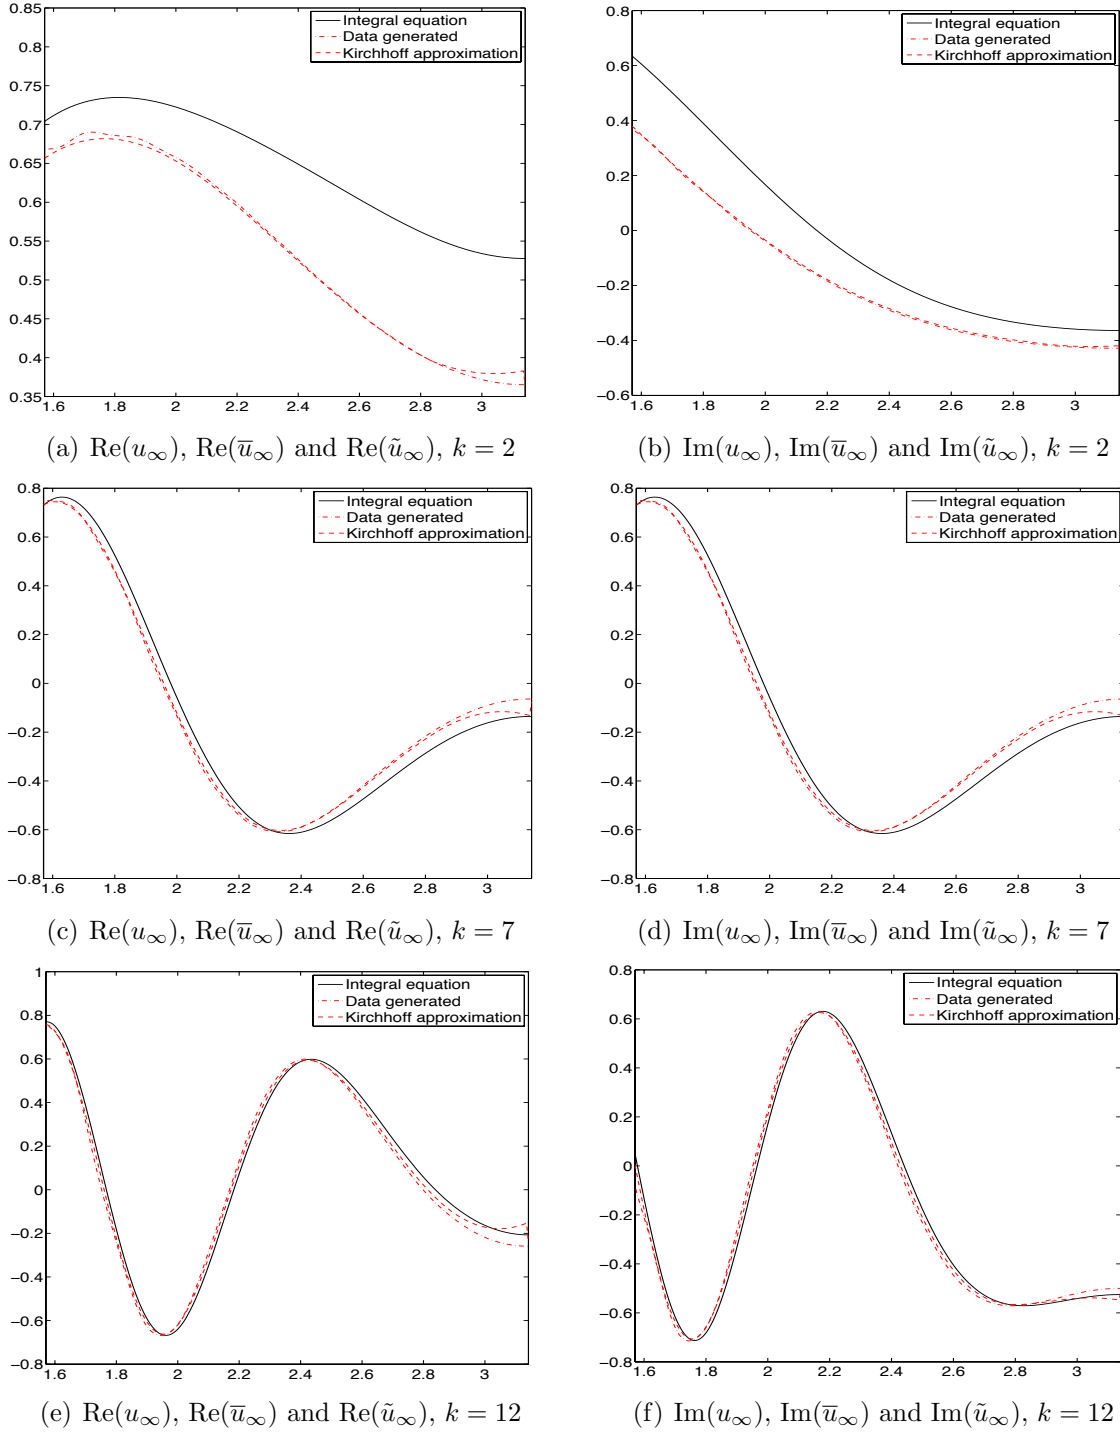 0.85
0.8
0.75
0.7
0.65
0.6
0.55
0.5
0.45
0.4
0.35
1.6 1.8 2 2.2 2.4 2.6 2.8 3
Integral equation
Data generated
Kirchhoff approximation
(a) Re(u∞), Re(u̅∞) and Re(ũ∞), k = 2
0.8
0.6
0.4
0.2
0
−0.2
−0.4
−0.6
1.6 1.8 2 2.2 2.4 2.6 2.8 3
Integral equation
Data generated
Kirchhoff approximation
(b) Im(u∞), Im(u̅∞) and Im(ũ∞), k = 2
0.8
0.6
0.4
0.2
0
−0.2
−0.4
−0.6
−0.8
1.6 1.8 2 2.2 2.4 2.6 2.8 3
Integral equation
Data generated
Kirchhoff approximation
(c) Re(u∞), Re(u̅∞) and Re(ũ∞), k = 7
0.8
0.6
0.4
0.2
0
−0.2
−0.4
−0.6
−0.8
1.6 1.8 2 2.2 2.4 2.6 2.8 3
Integral equation
Data generated
Kirchhoff approximation
(d) Im(u∞), Im(u̅∞) and Im(ũ∞), k = 7
1
0.8
0.6
0.4
0.2
0
−0.2
−0.4
−0.6
−0.8
1.6 1.8 2 2.2 2.4 2.6 2.8 3
Integral equation
Data generated
Kirchhoff approximation
(e) Re(u∞), Re(u̅∞) and Re(ũ∞), k = 12
0.8
0.6
0.4
0.2
0
−0.2
−0.4
−0.6
−0.8
1.6 1.8 2 2.2 2.4 2.6 2.8 3
Integral equation
Data generated
Kirchhoff approximation
(f) Im(u∞), Im(u̅∞) and Im(ũ∞), k = 12